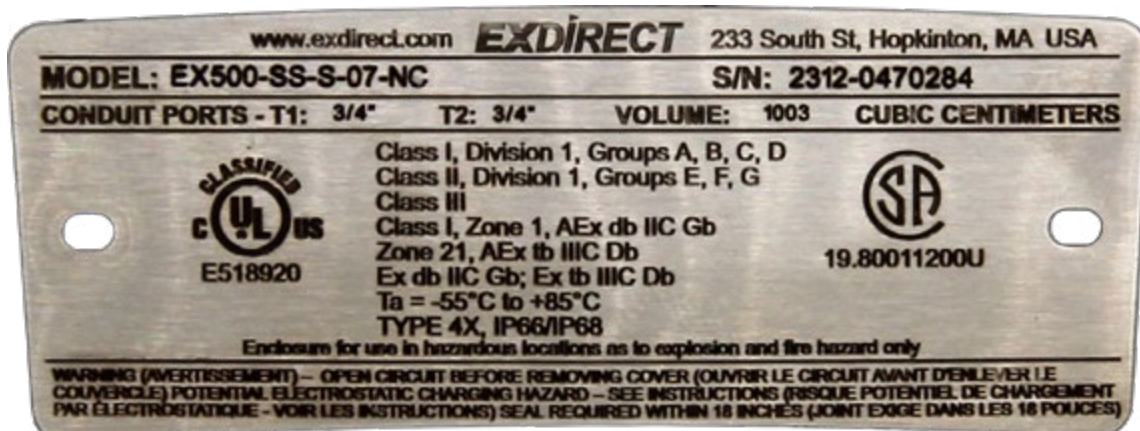 www.exdirect.com EXDIRECT 233 South St, Hopkinton, MA USA
MODEL: EX500-SS-S-07-NC S/N: 2312-0470284
CONDUIT PORTS - T1: 3/4" T2: 3/4" VOLUME: 1003 CUBIC CENTIMETERS
CLASSIFIED
C UL US
E518920
Class I, Division 1, Groups A, B, C, D
Class II, Division 1, Groups E, F, G
Class III
Class I, Zone 1, AEx db IIC Gb
Zone 21, AEx tb IIIC Db
Ex db IIC Gb; Ex tb IIIC Db
Ta = -55°C to +85°C
TYPE 4X, IP66/IP68
SA
19.80011200U
Enclosure for use in hazardous locations as to explosion and fire hazard only
WARNING (AVERTISSEMENT) – OPEN CIRCUIT BEFORE REMOVING COVER (OUVRIR LE CIRCUIT AVANT D'ENLEVER LE
COUVERCLE) POTENTIAL ELECTROSTATIC CHARGING HAZARD – SEE INSTRUCTIONS (RISQUE POTENTIEL DE CHARGEMENT
PAR ÉLECTROSTATIQUE - VOIR LES INSTRUCTIONS) SEAL REQUIRED WITHIN 18 INCHES (JOINT EXIGE DANS LES 18 POUCES)